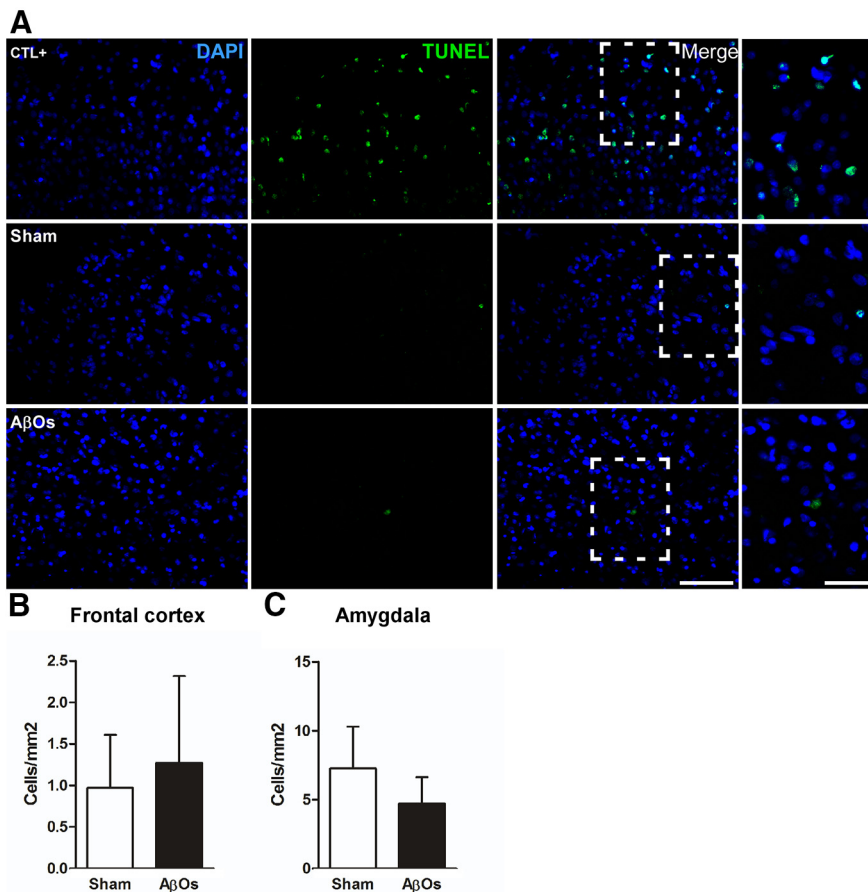 A
CTL+ DAPI TUNEL Merge
Sham
AβOs
B Frontal cortex
Cells/mm2
2.5
2.0
1.5
1.0
0.5
0.0
Sham AβOs
C Amygdala
Cells/mm2
15
10
5
0
Sham AβOs